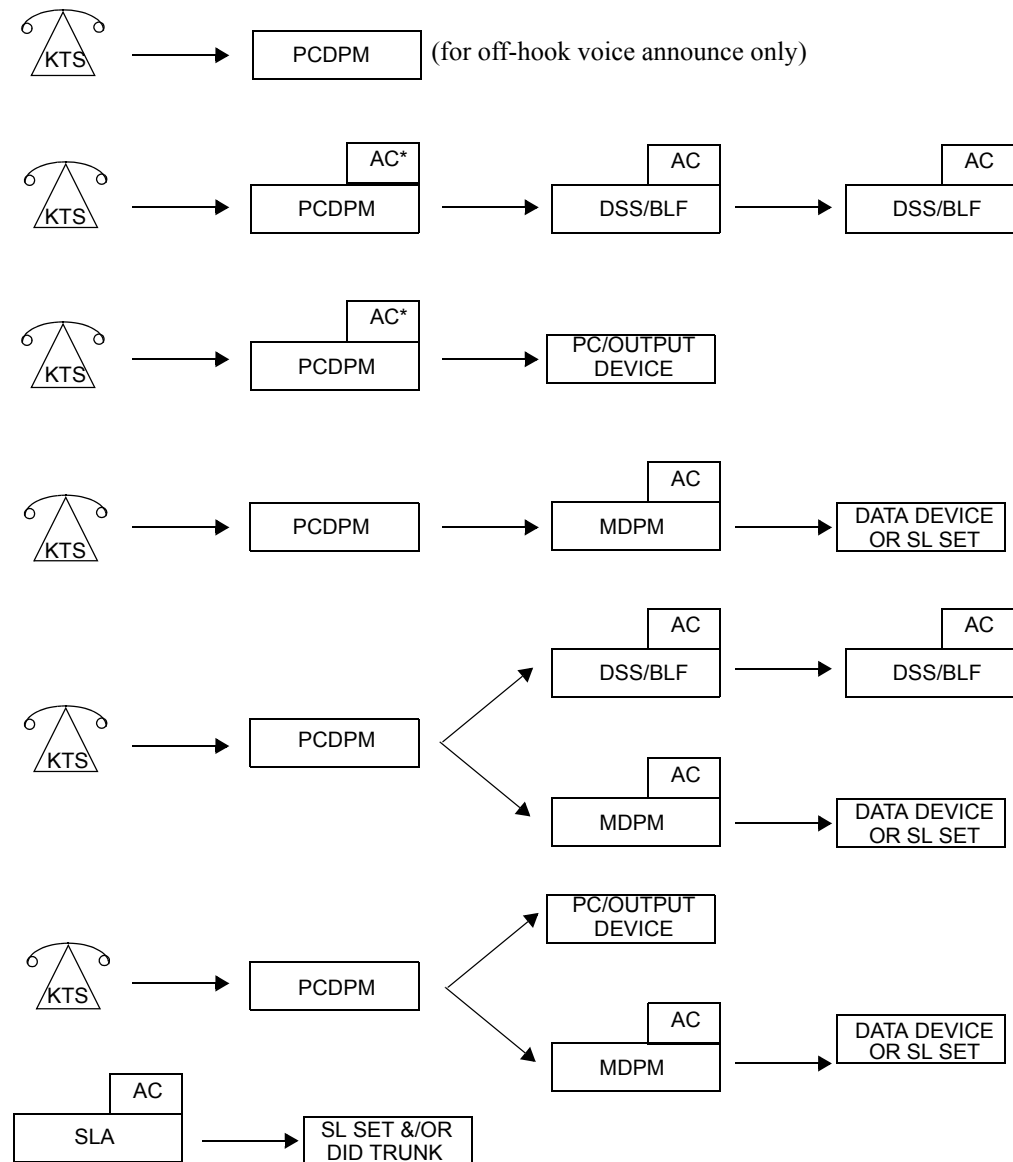 KTS
PCDPM
(for off-hook voice announce only)
AC*
AC
AC
KTS
PCDPM
DSS/BLF
DSS/BLF
AC*
KTS
PCDPM
PC/OUTPUT
DEVICE
AC
KTS
PCDPM
MDPM
DATA DEVICE
OR SL SET
AC
AC
DSS/BLF
DSS/BLF
KTS
PCDPM
AC
MDPM
DATA DEVICE
OR SL SET
PC/OUTPUT
DEVICE
KTS
PCDPM
AC
MDPM
DATA DEVICE
OR SL SET
AC
SLA
SL SET &/OR
DID TRUNK